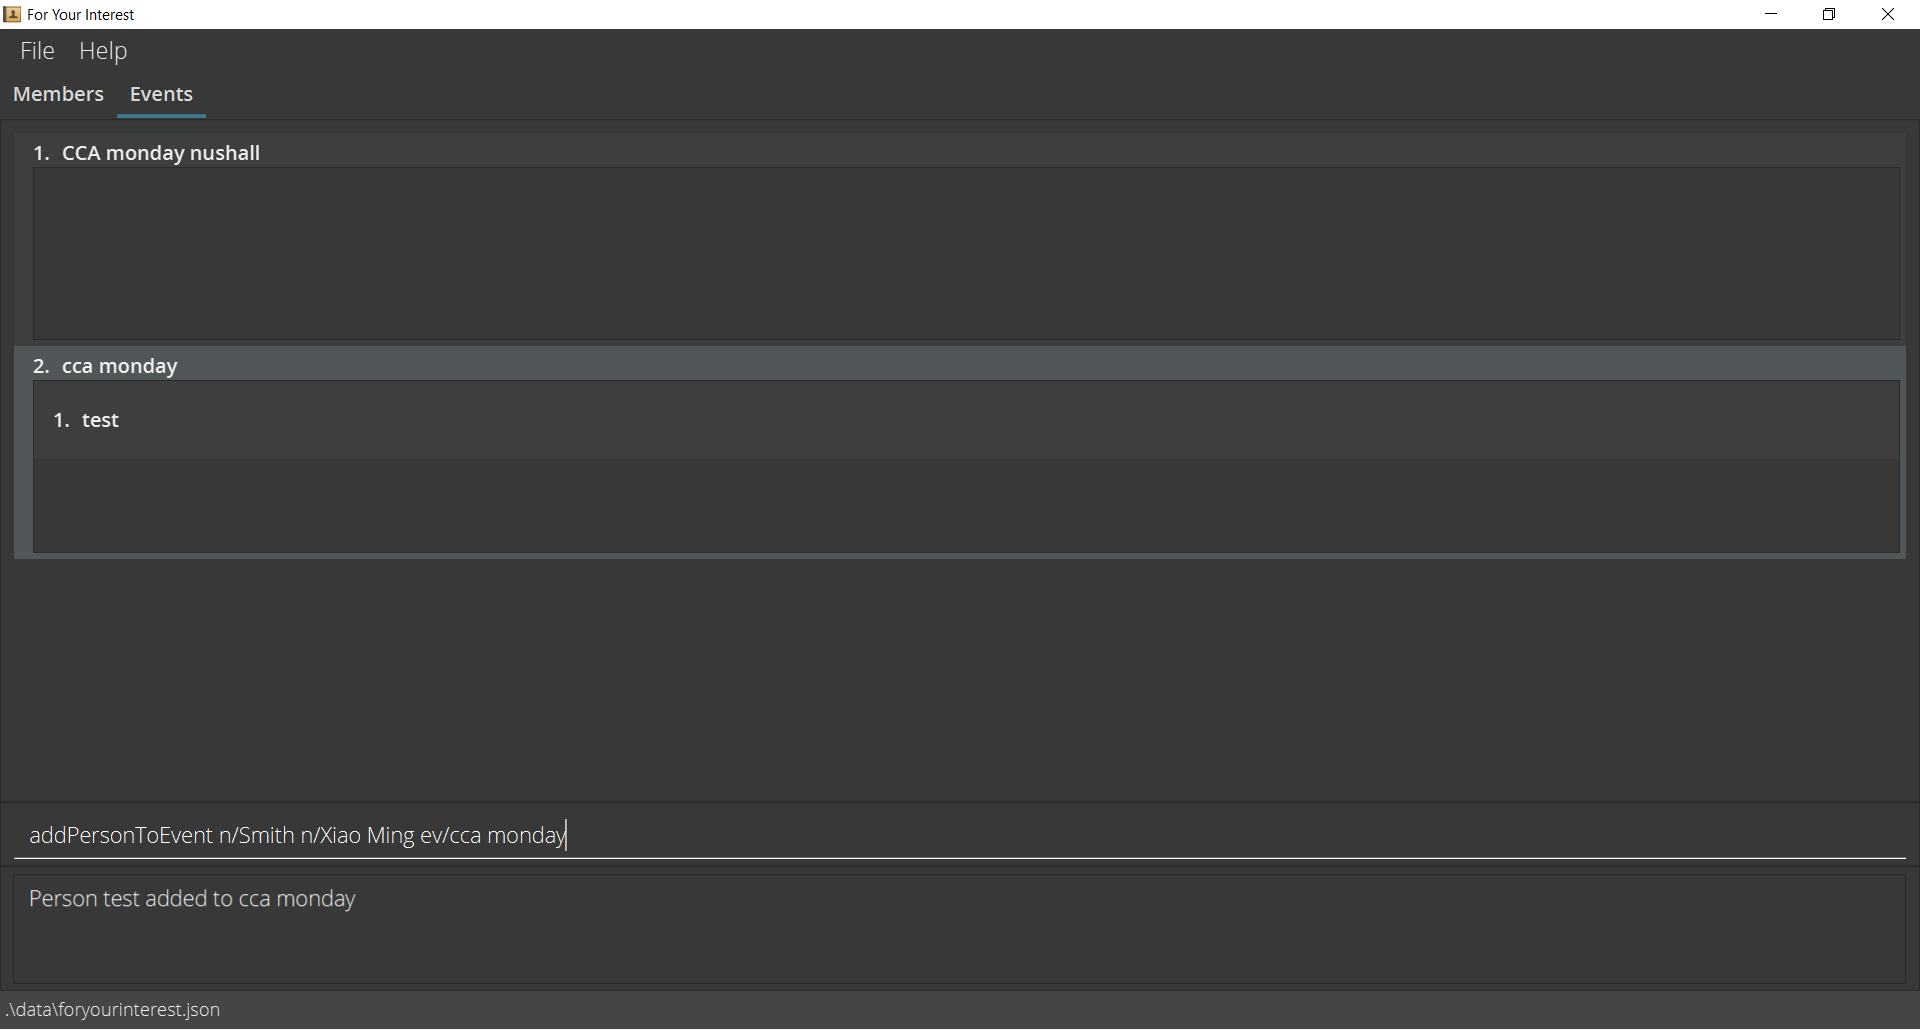 For Your Interest
File Help
Members Events
1. CCA monday nushall
2. cca monday
1. test
addPersonToEvent n/Smith n/Xiao Ming ev/cca monday
Person test added to cca monday
.\data\foryourinterest.json